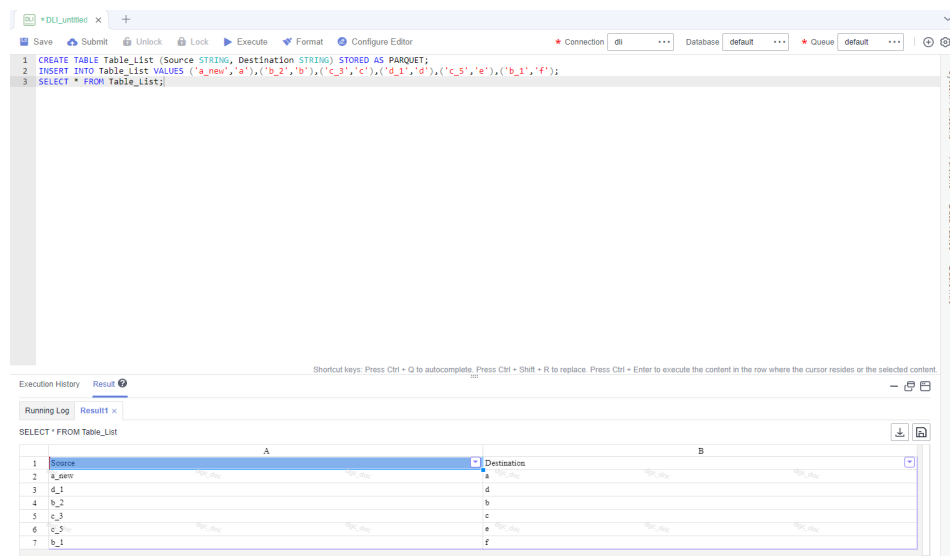 DLI * DLI_untitled × +
Save Submit Unlock Lock Execute Format Configure Editor * Connection dli ... Database default ... * Queue default ...
1 CREATE TABLE Table_List (Source STRING, Destination STRING) STORED AS PARQUET;
2 INSERT INTO Table_List VALUES ('a_new','a'),('b_2','b'),('c_3','c'),('d_1','d'),('c_5','e'),('b_1','f');
3 SELECT * FROM Table_List;
Shortcut keys: Press Ctrl + Q to autocomplete. Press Ctrl + Shift + R to replace. Press Ctrl + Enter to execute the content in the row where the cursor resides or the selected content.
Execution History Result
Running Log Result1 ×
SELECT * FROM Table_List
A B
1 Source Destination
2 a_new a
3 d_1 d
4 b_2 b
5 c_3 c
6 c_5 e
7 b_1 f